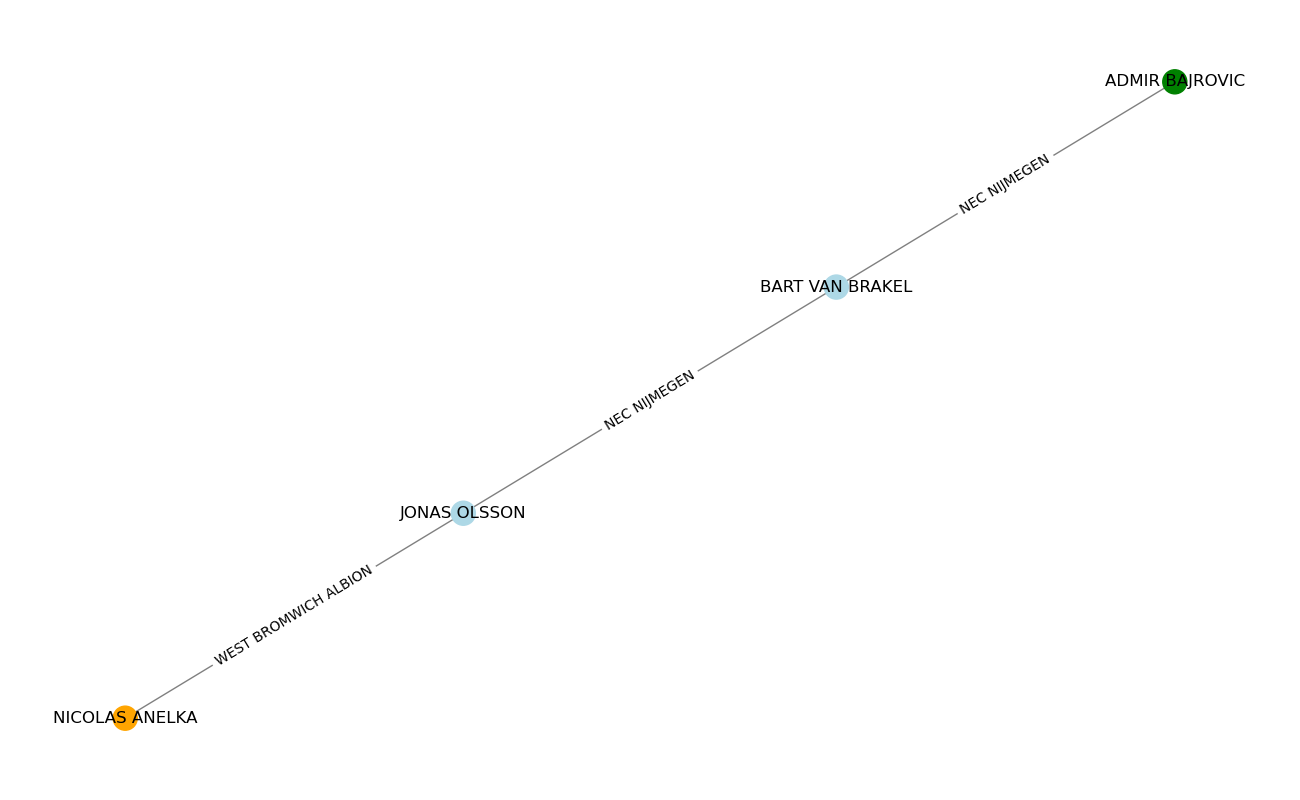 ADMIR BAJROVIC
NEC NIJMEGEN
BART VAN BRAKEL
NEC NIJMEGEN
JONAS OLSSON
WEST BROMWICH ALBION
NICOLAS ANELKA